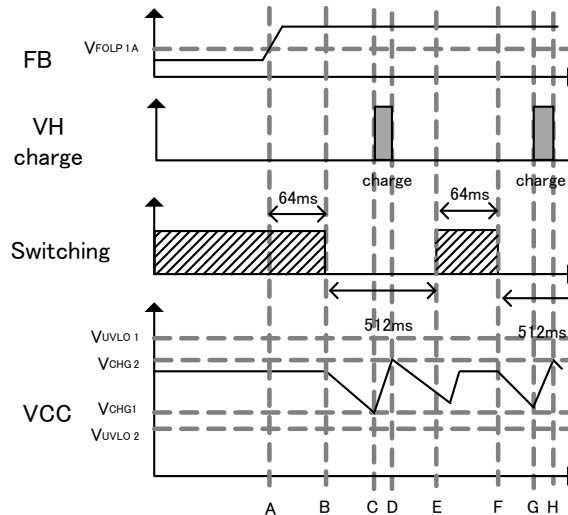 VFOLP1A
FB
VH
charge
charge
charge
64ms
64ms
Switching
512ms
512ms
VUVLO1
VCHG2
VCHG1
VCC
VUVLO2
A B C D E F G H